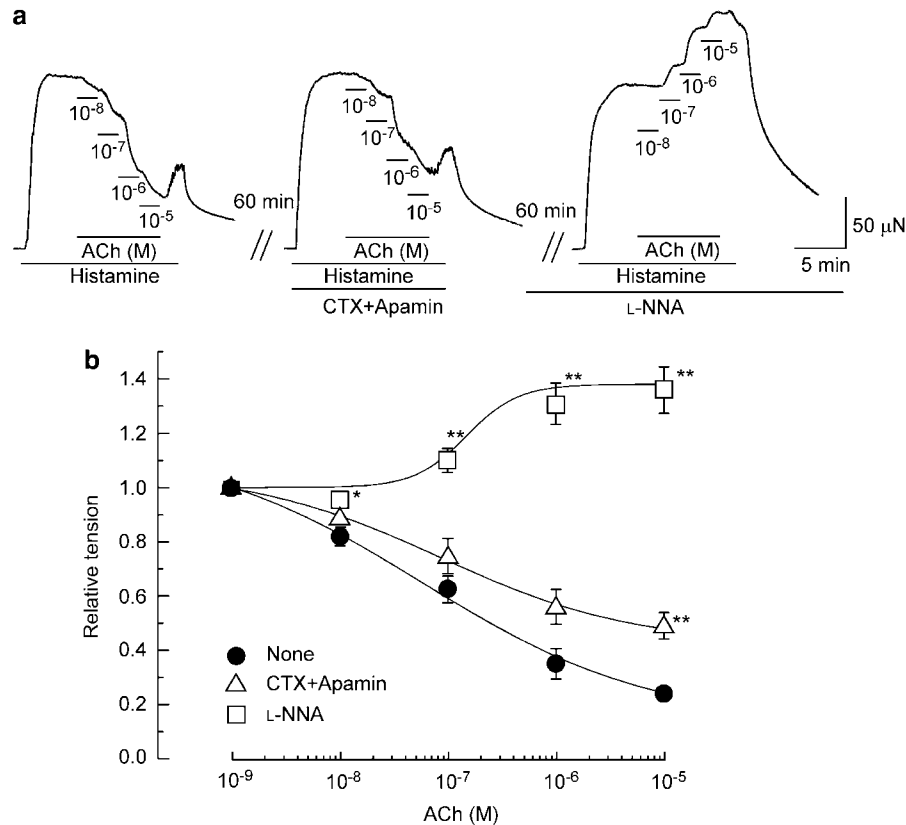 a
10⁻⁸
10⁻⁷
10⁻⁶
10⁻⁵
ACh (M)
Histamine
60 min
10⁻⁸
10⁻⁷
10⁻⁶
10⁻⁵
ACh (M)
Histamine
CTX+Apamin
60 min
10⁻⁸
10⁻⁷
10⁻⁶
10⁻⁵
ACh (M)
Histamine
L-NNA
50 μN
5 min
b
Relative tension
1.4
1.2
1.0
0.8
0.6
0.4
0.2
0.0
*
**
**
**
**
None
CTX+Apamin
L-NNA
10⁻⁹ 10⁻⁸ 10⁻⁷ 10⁻⁶ 10⁻⁵
ACh (M)